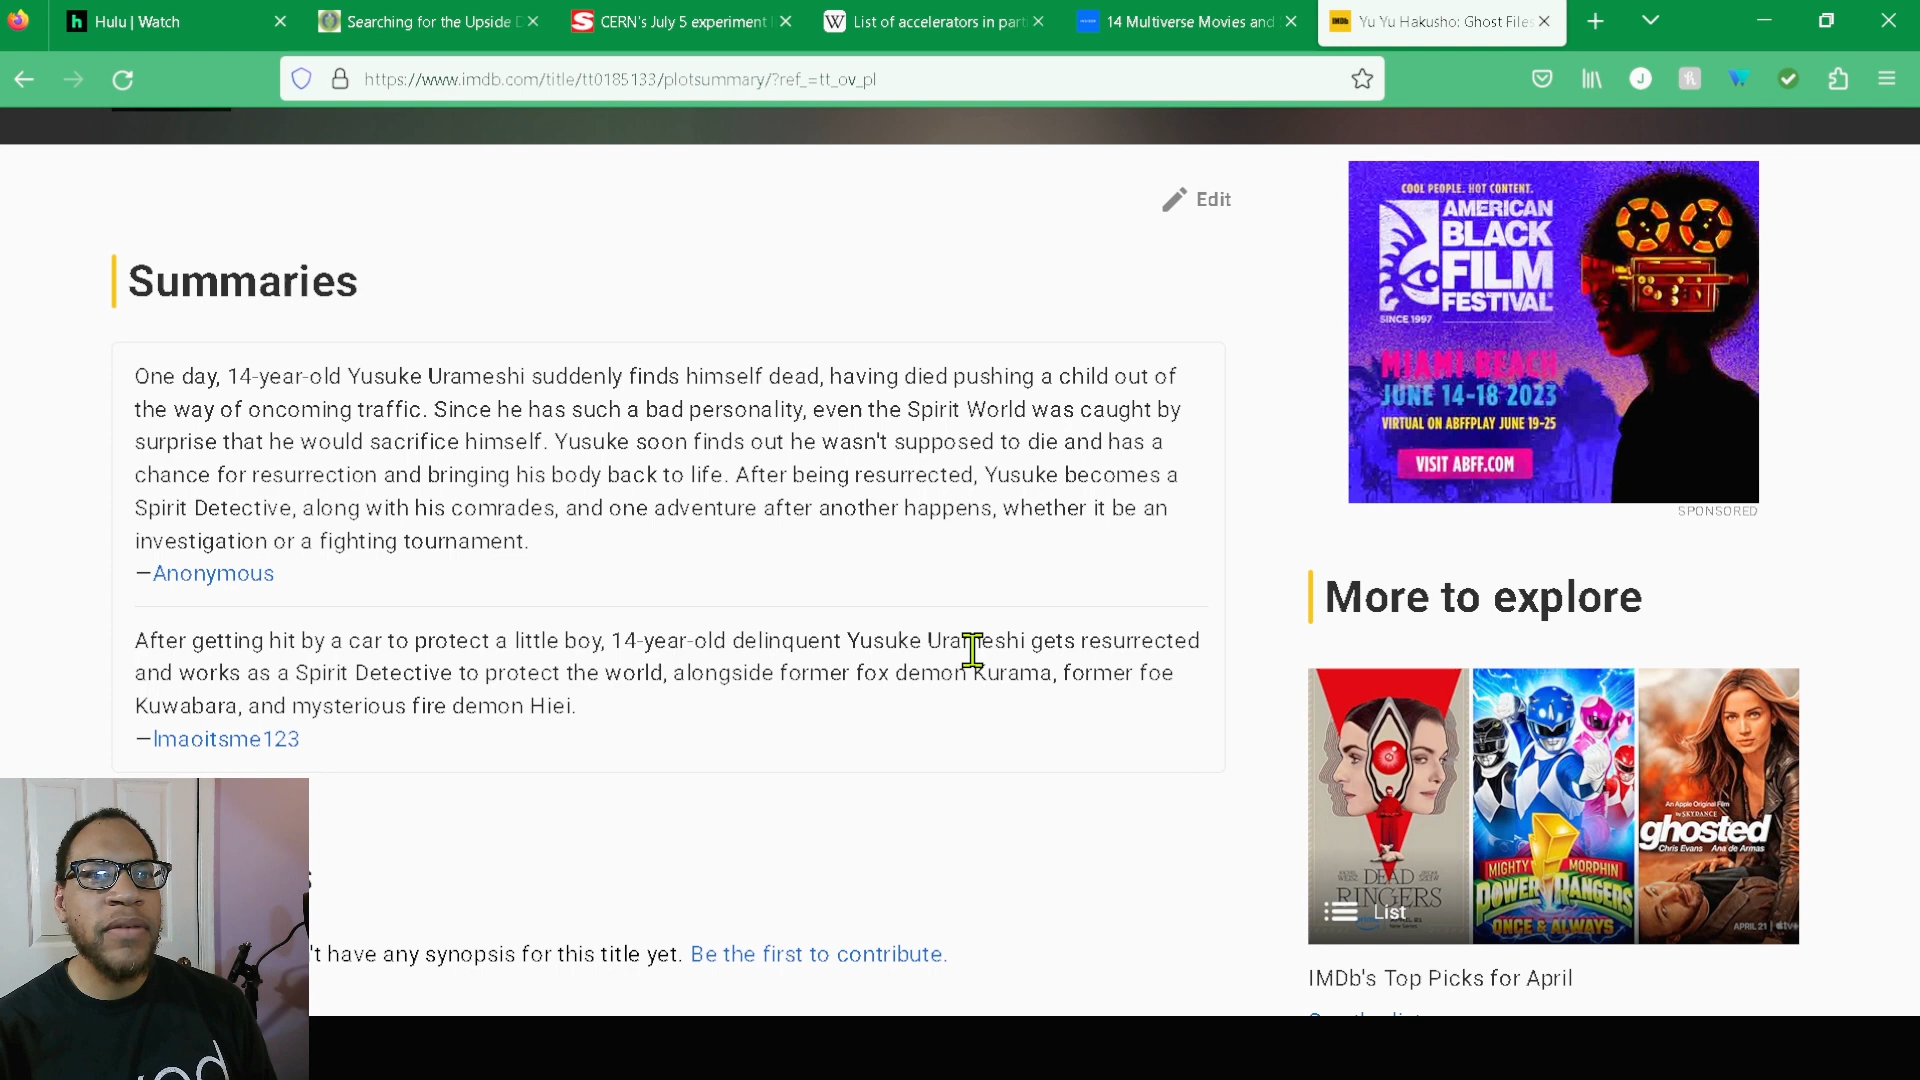 Hulu | Watch
Searching for the Upside D
CERN's July 5 experiment
List of accelerators in part
14 Multiverse Movies and
Yu Yu Hakusho: Ghost Files
https://www.imdb.com/title/tt0185133/plotsummary/?ref_=tt_ov_pl
Edit
Summaries
One day, 14-year-old Yusuke Urameshi suddenly finds himself dead, having died pushing a child out of
the way of oncoming traffic. Since he has such a bad personality, even the Spirit World was caught by
surprise that he would sacrifice himself. Yusuke soon finds out he wasn't supposed to die and has a
chance for resurrection and bringing his body back to life. After being resurrected, Yusuke becomes a
Spirit Detective, along with his comrades, and one adventure after another happens, whether it be an
investigation or a fighting tournament.
—Anonymous
After getting hit by a car to protect a little boy, 14-year-old delinquent Yusuke Urameshi gets resurrected
and works as a Spirit Detective to protect the world, alongside former fox demon Kurama, former foe
Kuwabara, and mysterious fire demon Hiei.
—lmaoitsme123
't have any synopsis for this title yet. Be the first to contribute.
COOL PEOPLE. HOT CONTENT.
AMERICAN
BLACK
FILM
FESTIVAL
SINCE 1997
MIAMI BEACH
JUNE 14-18 2023
VIRTUAL ON ABFFPLAY JUNE 19-25
VISIT ABFF.COM
SPONSORED
More to explore
DEAD
RINGERS
List
MIGHTY MORPHIN
POWER RANGERS
ONCE & ALWAYS
An Apple Original Film
by SKYDANCE
ghosted
Chris Evans Ana de Armas
APRIL 21 | tv+
IMDb's Top Picks for April